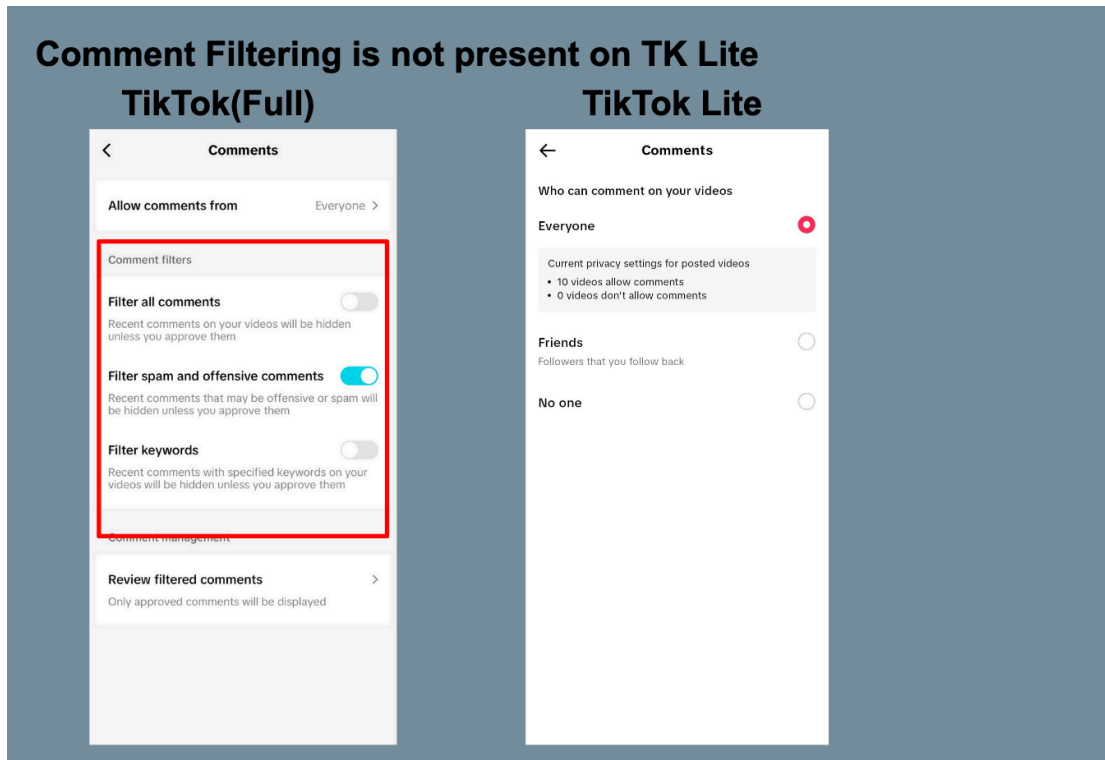 Comment Filtering is not present on TK Lite
TikTok(Full)
Comments
Allow comments from Everyone
Comment filters
Filter all comments
Recent comments on your videos will be hidden
unless you approve them
Filter spam and offensive comments
Recent comments that may be offensive or spam will
be hidden unless you approve them
Filter keywords
Recent comments with specified keywords on your
videos will be hidden unless you approve them
Comment management
Review filtered comments
Only approved comments will be displayed
TikTok Lite
Comments
Who can comment on your videos
Everyone
Current privacy settings for posted videos
• 10 videos allow comments
• 0 videos don't allow comments
Friends
Followers that you follow back
No one